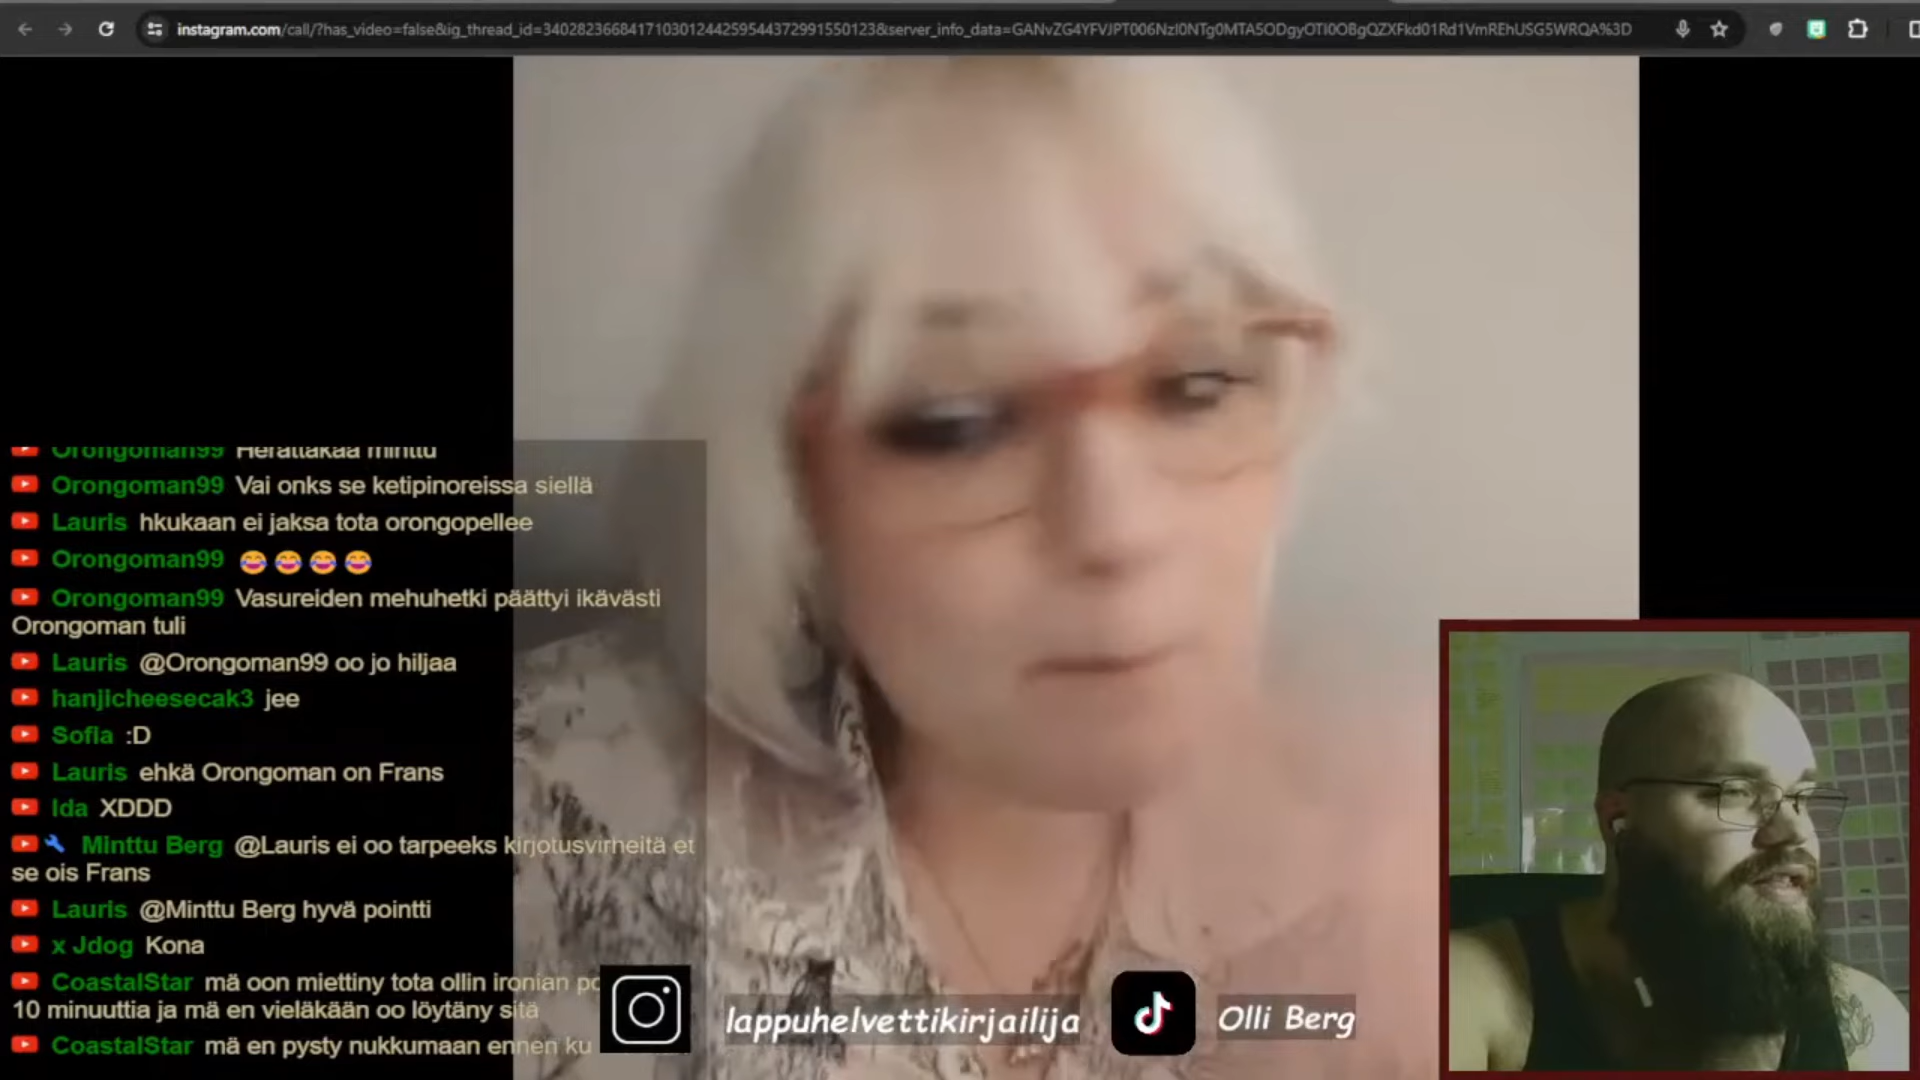 instagram.com/call/?has_video=false&ig_thread_id=340282366841710301244259544372991550123&server_info_data=
Orongoman99 Herättäkää minttu
Orongoman99 Vai onks se ketipinoreissa siellä
Lauris hkukaan ei jaksa tota orongopellee
Orongoman99 😂 😂 😂 😂
Orongoman99 Vasureiden mehuhetki päättyi ikävästi
Orongoman tuli
Lauris @Orongoman99 oo jo hiljaa
hanjicheesecak3 jee
Sofia :D
Lauris ehkä Orongoman on Frans
Ida XDDD
Minttu Berg @Lauris ei oo tarpeeks kirjotusvirheitä et
se ois Frans
Lauris @Minttu Berg hyvä pointti
x Jdog Kona
CoastalStar mä oon miettiny tota ollin ironian
10 minuuttia ja mä en vieläkään oo löytäny sitä
CoastalStar mä en pysty nukkumaan ennen ku
lappuhelvettikirjailija
Olli Berg